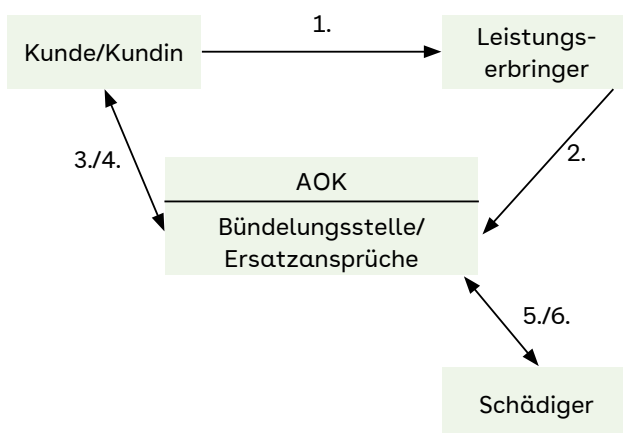 1.
Kunde/Kundin
Leistungs-
erbringer
3./4.
2.
AOK
Bündelungsstelle/
Ersatzansprüche
5./6.
Schädiger